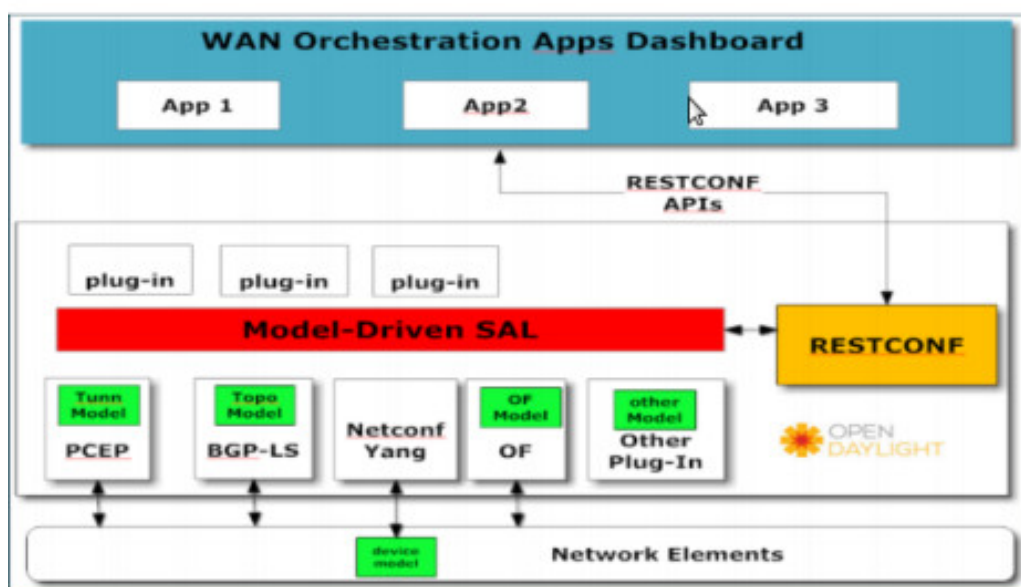 WAN Orchestration Apps Dashboard
App 1
App2
App 3
RESTCONF
APIs
plug-in
plug-in
plug-in
Model-Driven SAL
RESTCONF
Tunn
Model
PCEP
Topo
Model
BGP-LS
Netconf
Yang
OF
Model
OF
other
Model
Other
Plug-In
OPEN
DAYLIGHT
device
model
Network Elements